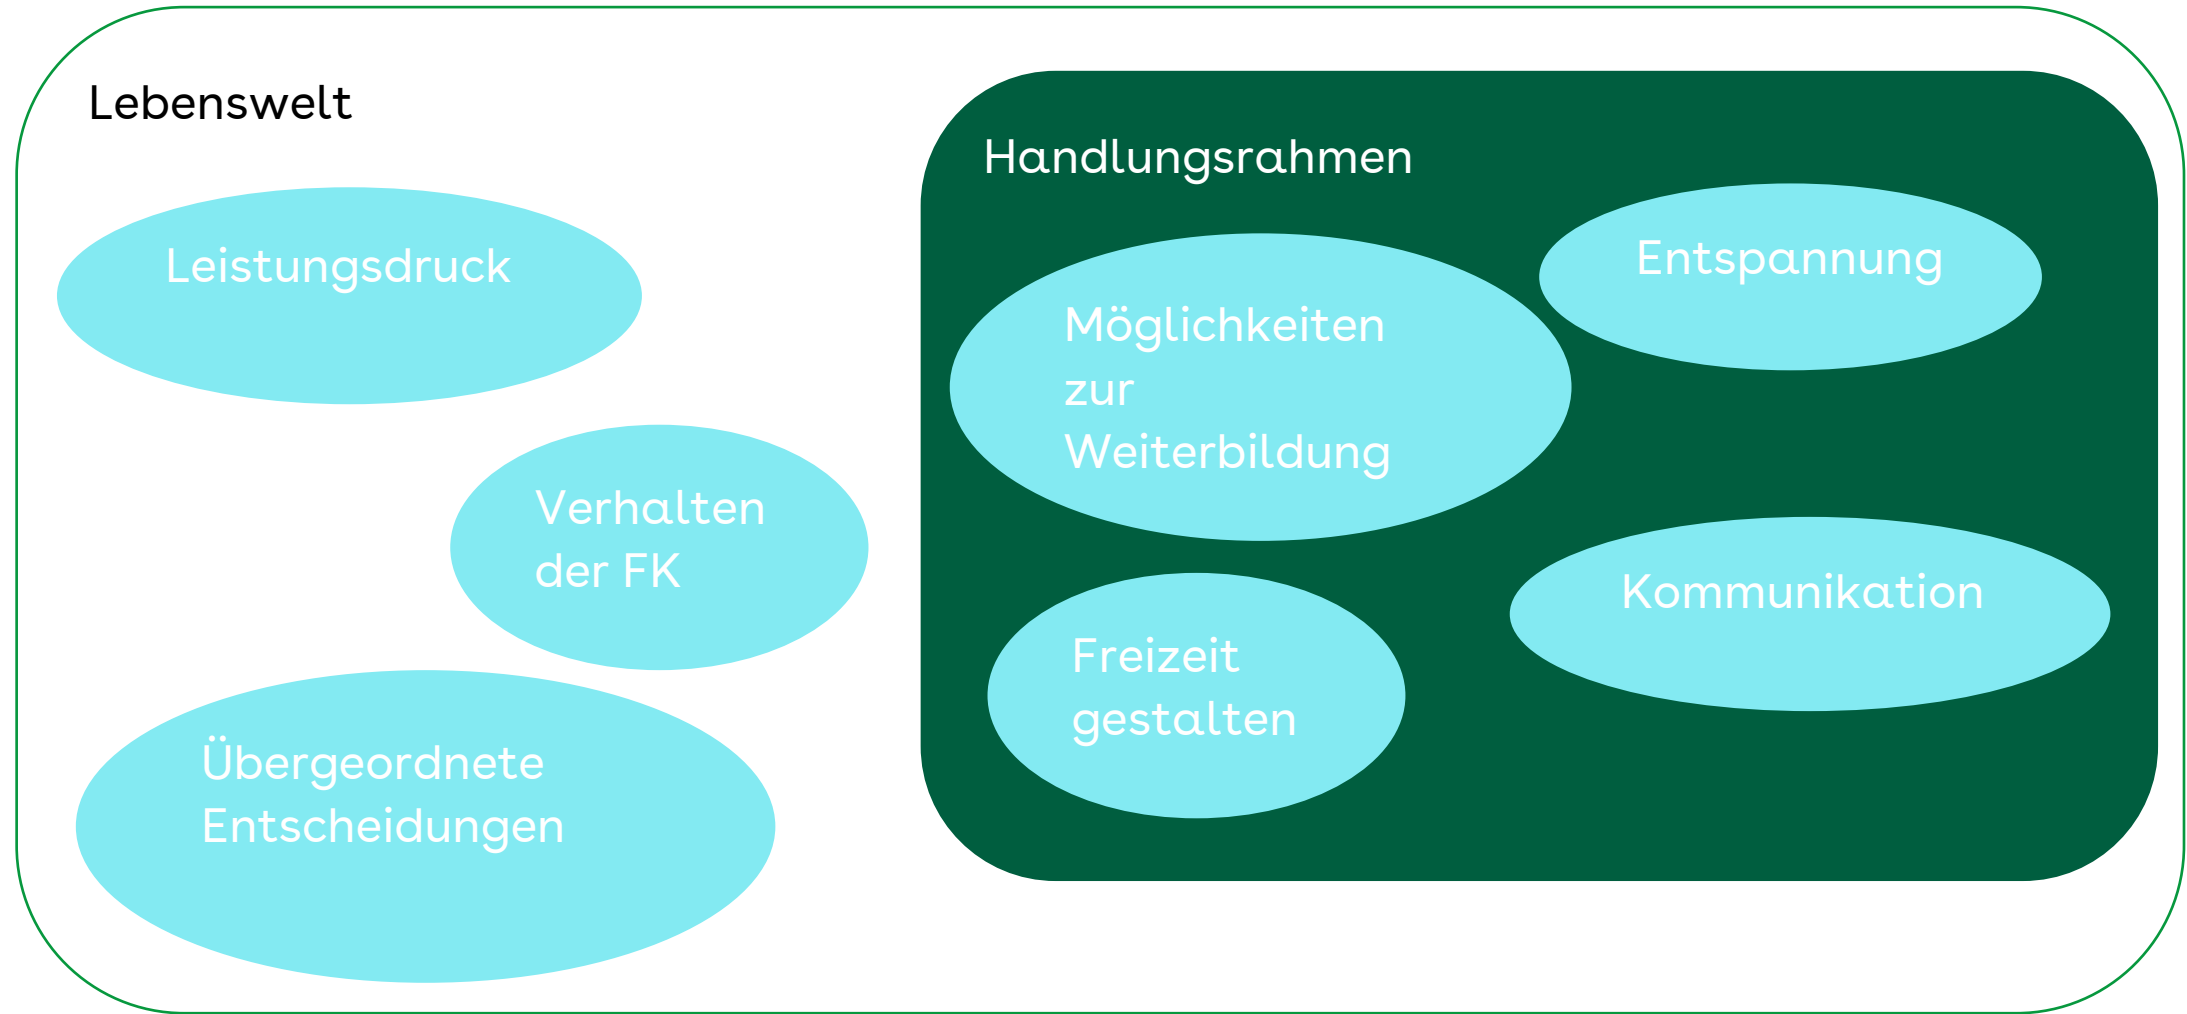 Lebenswelt
Leistungsdruck
Verhalten
der FK
Übergeordnete
Entscheidungen
Handlungsrahmen
Möglichkeiten
zur
Weiterbildung
Entspannung
Freizeit
gestalten
Kommunikation